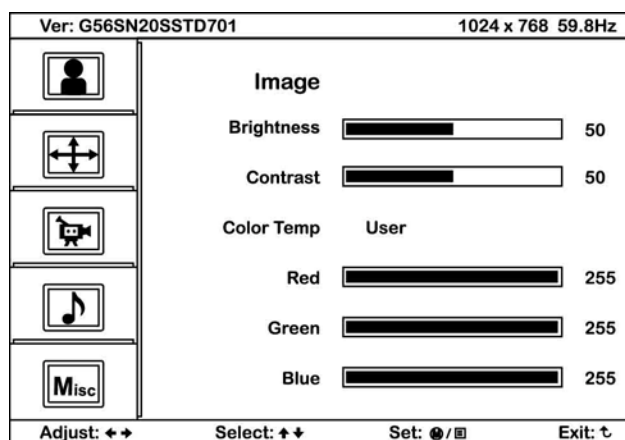 Ver: G56SN20SSTD701 1024 x 768 59.8Hz
Image
Brightness 50
Contrast 50
Color Temp User
Red 255
Green 255
Blue 255
Misc
Adjust: Select: Set: M/ Exit: